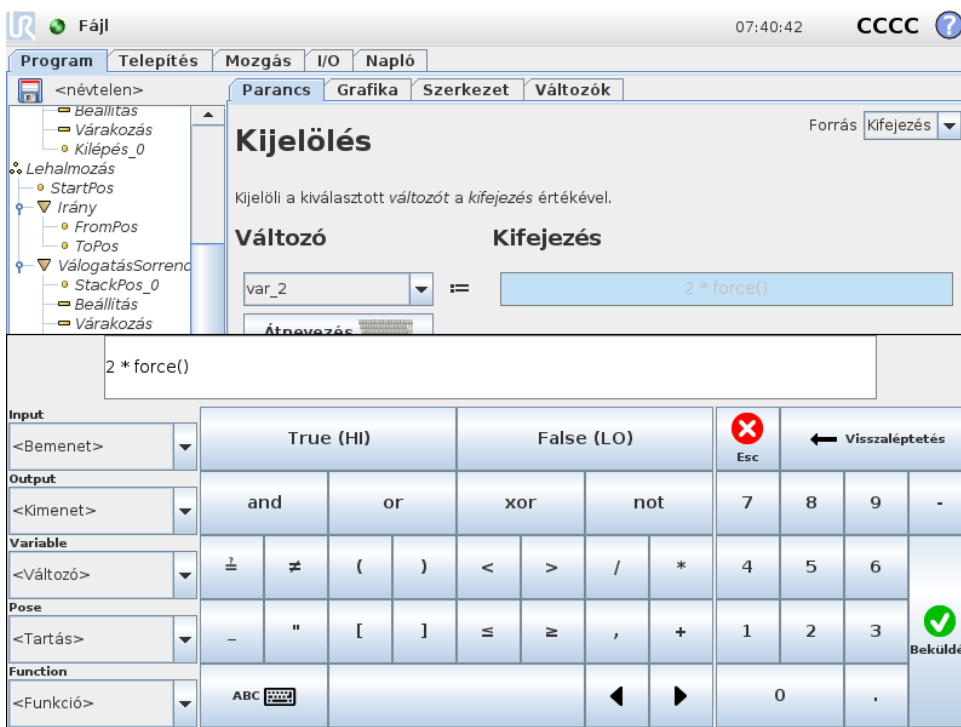 Fájl 07:40:42 CCCC ?
Program Telepítés Mozgás I/O Napló
<névtelen> Parancs Grafika Szerkezet Változók
Beállítás
Várakozás
Kilépés_0
Lehalmozás
StartPos
Irány
FromPos
ToPos
VálogatásSorrend
StackPos_0
Beállítás
Várakozás
Kijelölés
Forrás Kifejezés
Kijelöli a kiválasztott változót a kifejezés értékével.
Változó Kifejezés
var_2 := 2 * force()
Átnevezés
2 * force()
Input
<Bemenet> True (HI) False (LO) Esc Visszaléptetés
Output
<Kimenet> and or xor not 7 8 9 -
Variable
<Változó> ≟ ≠ ( ) < > / * 4 5 6
Pose
<Tartás> _ " [ ] ≤ ≥ , + 1 2 3 Beküldé
Function
<Funkció> ABC 0 .